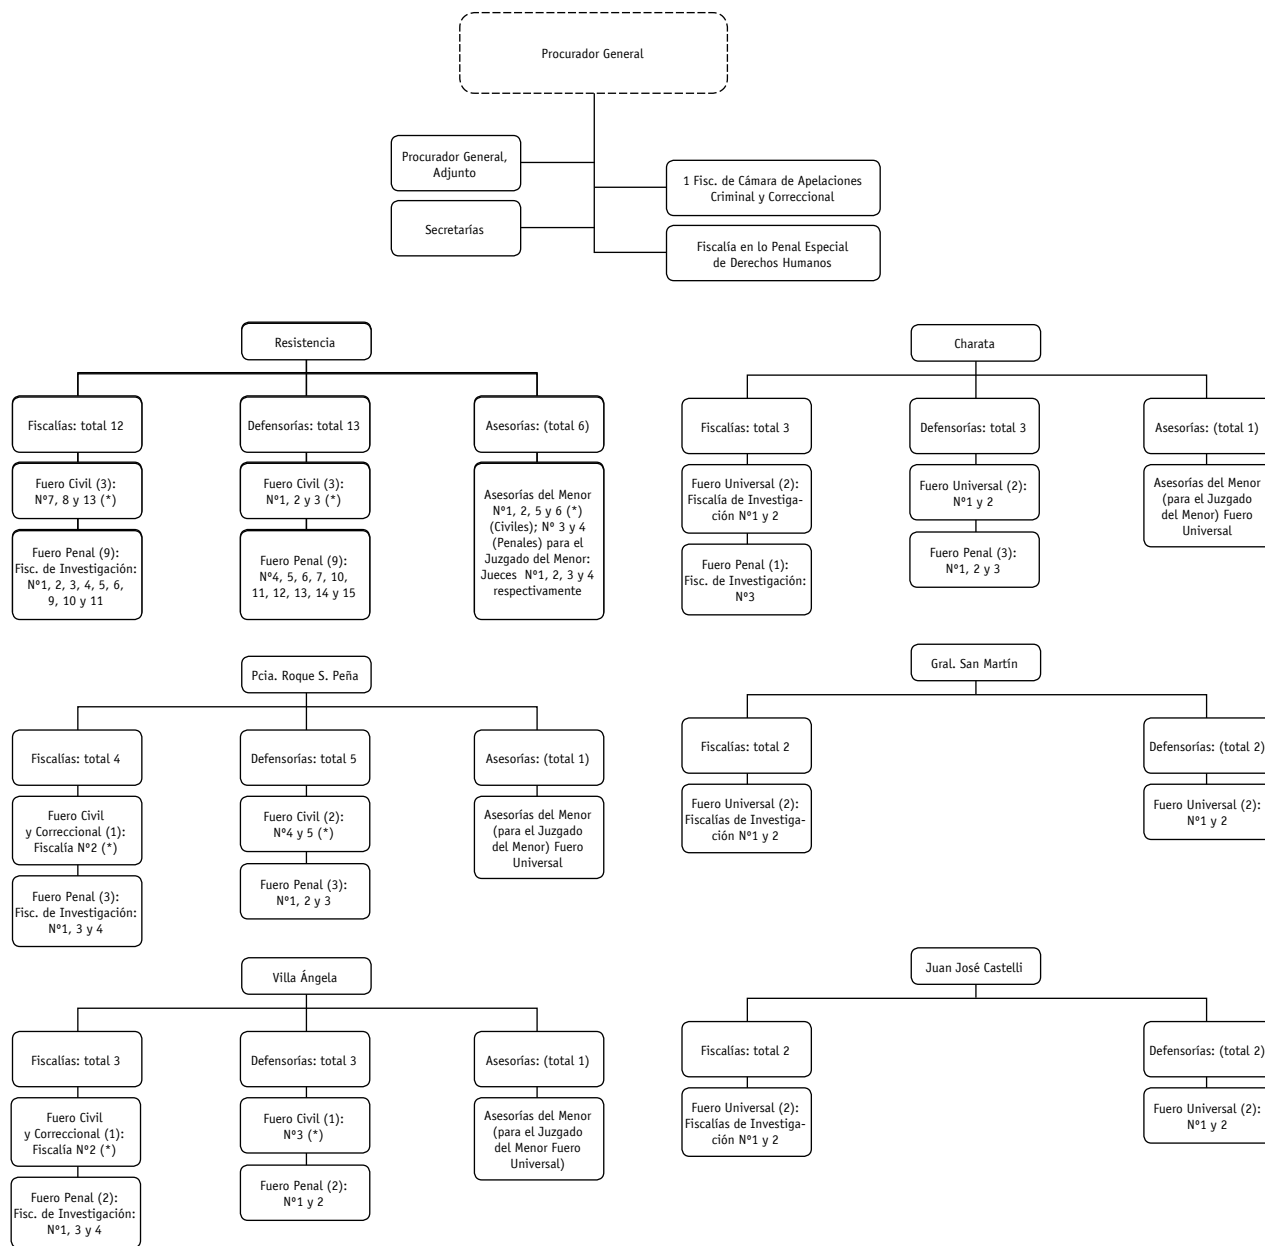 Procurador General
Procurador General,
Adjunto
1 Fisc. de Cámara de Apelaciones
Criminal y Correccional
Secretarías
Fiscalía en lo Penal Especial
de Derechos Humanos
Resistencia
Fiscalías: total 12
Defensorías: total 13
Asesorías: (total 6)
Fuero Civil (3):
Nº7, 8 y 13 (*)
Fuero Civil (3):
Nº1, 2 y 3 (*)
Asesorías del Menor
Nº1, 2, 5 y 6 (*)
(Civiles); Nº 3 y 4
(Penales) para el
Juzgado del Menor:
Jueces Nº1, 2, 3 y 4
respectivamente
Fuero Penal (9):
Fisc. de Investigación:
Nº1, 2, 3, 4, 5, 6,
9, 10 y 11
Fuero Penal (9):
Nº4, 5, 6, 7, 10,
11, 12, 13, 14 y 15
Charata
Fiscalías: total 3
Defensorías: total 3
Asesorías: (total 1)
Fuero Universal (2):
Fiscalía de Investiga-
ción Nº1 y 2
Fuero Universal (2):
Nº1 y 2
Asesorías del Menor
(para el Juzgado
del Menor) Fuero
Universal
Fuero Penal (1):
Fisc. de Investigación:
Nº3
Fuero Penal (3):
Nº1, 2 y 3
Pcia. Roque S. Peña
Fiscalías: total 4
Defensorías: total 5
Asesorías: (total 1)
Fuero Civil
y Correccional (1):
Fiscalía Nº2 (*)
Fuero Civil (2):
Nº4 y 5 (*)
Asesorías del Menor
(para el Juzgado
del Menor) Fuero
Universal
Fuero Penal (3):
Fisc. de Investigación:
Nº1, 3 y 4
Fuero Penal (3):
Nº1, 2 y 3
Gral. San Martín
Fiscalías: total 2
Defensorías: (total 2)
Fuero Universal (2):
Fiscalías de Investiga-
ción Nº1 y 2
Fuero Universal (2):
Nº1 y 2
Villa Ángela
Fiscalías: total 3
Defensorías: total 3
Asesorías: (total 1)
Fuero Civil
y Correccional (1):
Fiscalía Nº2 (*)
Fuero Civil (1):
Nº3 (*)
Asesorías del Menor
(para el Juzgado
del Menor Fuero
Universal)
Fuero Penal (2):
Fisc. de Investigación:
Nº1, 3 y 4
Fuero Penal (2):
Nº1 y 2
Juan José Castelli
Fiscalías: total 2
Defensorías: (total 2)
Fuero Universal (2):
Fiscalías de Investiga-
ción Nº1 y 2
Fuero Universal (2):
Nº1 y 2